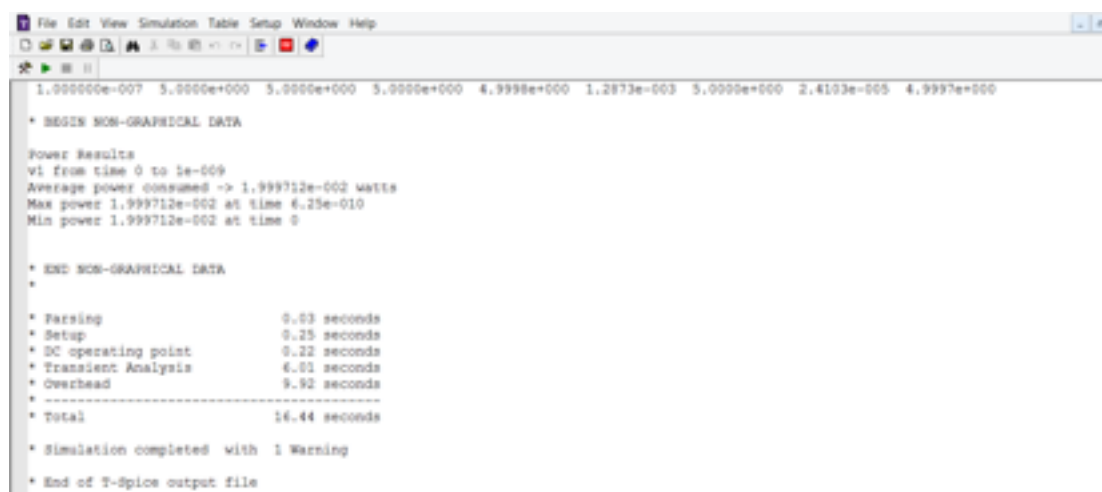 File Edit View Simulation Table Setup Window Help
1.000000e-007 5.0000e+000 5.0000e+000 5.0000e+000 4.9998e+000 1.2873e-003 5.0000e+000 2.4103e-005 4.9997e+000
* BEGIN NON-GRAPHICAL DATA
Power Results
v1 from time 0 to 1e-009
Average power consumed -> 1.999712e-002 watts
Max power 1.999712e-002 at time 6.25e-010
Min power 1.999712e-002 at time 0
* END NON-GRAPHICAL DATA
*
* Parsing 0.03 seconds
* Setup 0.25 seconds
* DC operating point 0.22 seconds
* Transient Analysis 6.01 seconds
* Overhead 9.92 seconds
* -----------------------------------------
* Total 16.44 seconds
* Simulation completed with 1 Warning
* End of T-Spice output file